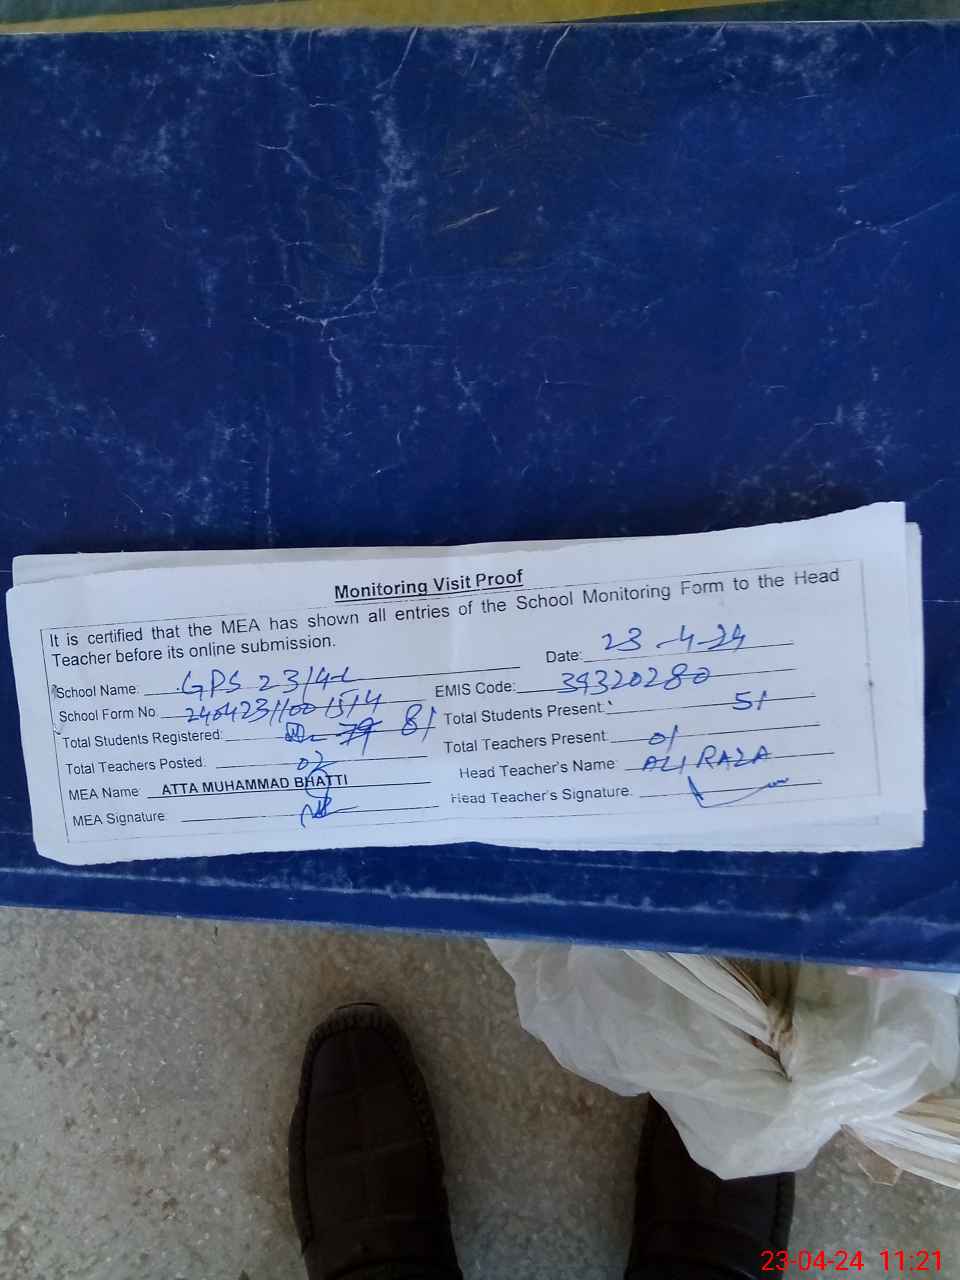 Monitoring Visit Proof
It is certified that the MEA has shown all entries of the School Monitoring Form to the Head
Teacher before its online submission.
School Name: GPS 23/4-L Date: 23-4-24
School Form No. 24042311001514 EMIS Code: 39320280
Total Students Registered: 79 81 Total Students Present: 51
Total Teachers Posted: 02 Total Teachers Present: 01
MEA Name: ATTA MUHAMMAD BHATTI Head Teacher's Name: ALI RAZA
MEA Signature: Head Teacher's Signature:
23-04-24 11:21